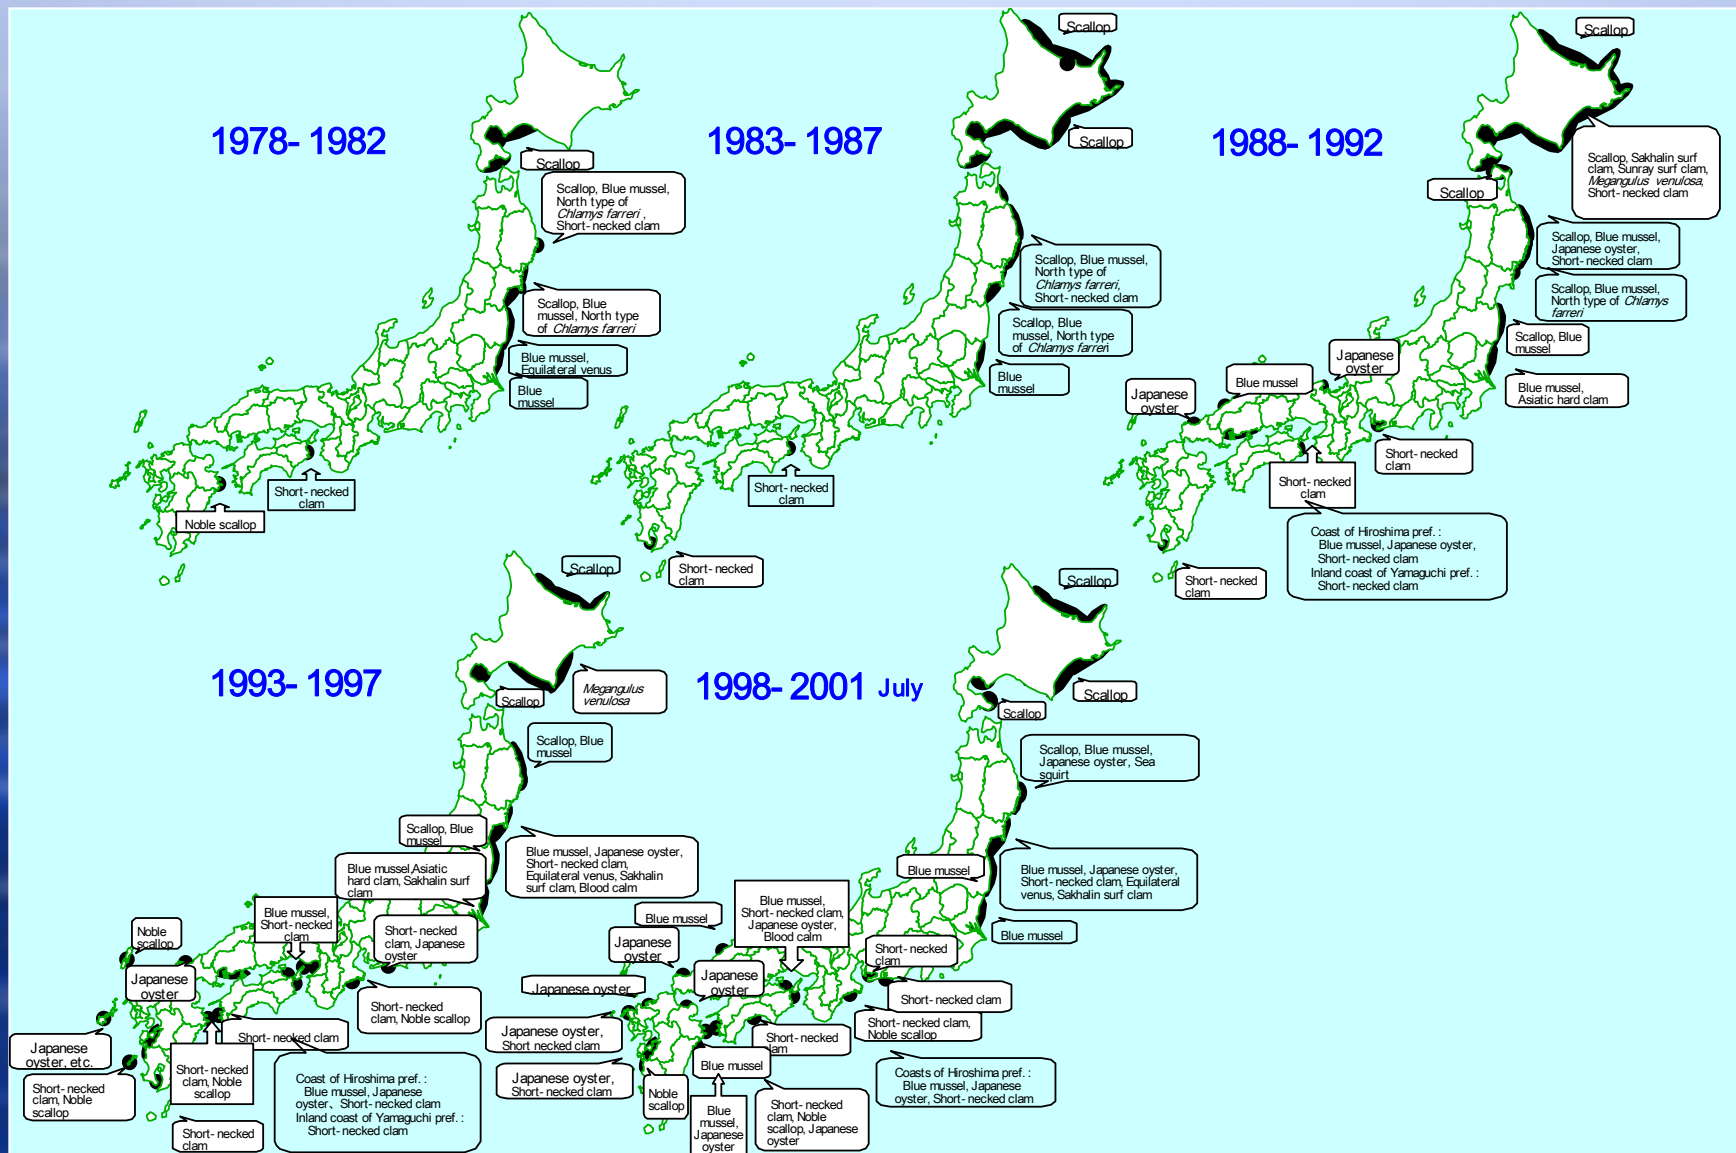 1978- 1982
Scallop
Scallop, Blue mussel,
North type of
Chlamys farreri ,
Short- necked clam
Scallop, Blue
mussel, North type
of Chlamys farreri
Blue mussel,
Equilateral venus
Blue
mussel
Short- necked
clam
Noble scallop
1983- 1987
Scallop
Scallop
Scallop, Blue mussel,
North type of
Chlamys farreri,
Short- necked clam
Scallop, Blue
mussel, North type
of Chlamys farreri
Blue
mussel
Short- necked
clam
Short- necked
clam
1988- 1992
Scallop
Scallop, Sakhalin surf
clam, Sunray surf clam,
Megangulus venulosa,
Short- necked clam
Scallop
Scallop, Blue mussel,
Japanese oyster,
Short- necked clam
Scallop, Blue mussel,
North type of Chlamys
farreri
Scallop, Blue
mussel
Blue mussel,
Asiatic hard clam
Japanese
oyster
Blue mussel
Japanese
oyster
Short- necked
clam
Short- necked
clam
Coast of Hiroshima pref. :
Blue mussel, Japanese oyster,
Short- necked clam
Inland coast of Yamaguchi pref. :
Short- necked clam
Short- necked
clam
1993- 1997
Scallop
Megangulus
venulosa
Scallop
Scallop, Blue
mussel
Scallop, Blue
mussel
Blue mussel, Japanese oyster,
Short- necked clam,
Equilateral venus, Sakhalin
surf clam, Blood calm
Blue mussel,Asiatic
hard clam, Sakhalin surf
clam
Blue mussel,
Short- necked
clam
Short- necked
clam, Japanese
oyster
Noble
scallop
Japanese
oyster
Short- necked
clam, Noble scallop
Short- necked clam
Japanese
oyster, etc.
Short- necked
clam, Noble
scallop
Short- necked
clam, Noble
scallop
Coast of Hiroshima pref. :
Blue mussel, Japanese
oyster、Short- necked clam
Inland coast of Yamaguchi pref. :
Short- necked clam
Short- necked
clam
1998- 2001 July
Scallop
Scallop
Scallop
Scallop, Blue mussel,
Japanese oyster, Sea
squirt
Blue mussel
Blue mussel, Japanese oyster,
Short- necked clam, Equilateral
venus, Sakhalin surf clam
Blue mussel
Blue mussel,
Short- necked clam,
Japanese oyster,
Blood calm
Blue mussel
Japanese
oyster
Short- necked
clam
Japanese
oyster
Japanese oyster
Short- necked clam
Short- necked clam,
Noble scallop
Japanese oyster,
Short necked clam
Short- necked
clam
Blue mussel
Japanese oyster,
Short- necked clam
Noble
scallop
Blue
mussel,
Japanese
oyster
Short- necked
clam, Noble
scallop, Japanese
oyster
Coasts of Hiroshima pref. :
Blue mussel, Japanese
oyster, Short- necked clam